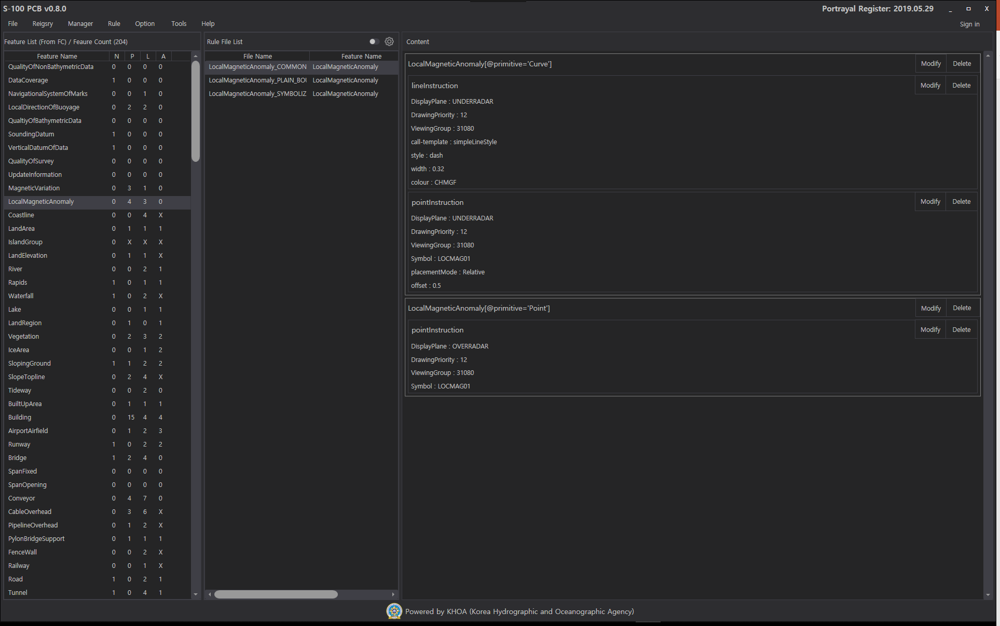 S-100 PCB v0.8.0
Portrayal Register: 2019.05.29 _ X
File Reigsry Manager Rule Option Tools Help
Sign in
Feature List (From FC) / Feaure Count (204)
Feature Name N P L A
QualityOfNonBathymetricData 0 0 0 0
DataCoverage 1 0 0 0
NavigationalSystemOfMarks 0 0 1 0
LocalDirectionOfBuoyage 0 2 2 0
QualtiyOfBathymetricData 0 0 0 0
SoundingDatum 1 0 0 0
VerticalDatumOfData 1 0 0 0
QualityOfSurvey 0 0 0 0
UpdateInformation 0 0 0 0
MagneticVariation 0 3 1 0
LocalMagneticAnomaly 0 4 3 0
Coastline 0 0 4 X
LandArea 0 1 1 1
IslandGroup 0 X X X
LandElevation 0 1 1 X
River 0 0 2 1
Rapids 1 0 1 1
Waterfall 1 0 2 X
Lake 0 0 1 1
LandRegion 0 1 0 1
Vegetation 0 2 3 2
IceArea 0 0 1 2
SlopingGround 1 1 2 2
SlopeTopline 0 2 4 X
Tideway 0 0 2 0
BuiltUpArea 0 1 1 1
Building 0 15 4 4
AirportAirfield 0 1 2 3
Runway 1 0 2 2
Bridge 1 2 4 0
SpanFixed 0 0 0 0
SpanOpening 0 0 0 0
Conveyor 0 4 7 0
CableOverhead 0 3 6 X
PipelineOverhead 0 1 2 X
PylonBridgeSupport 0 1 1 1
FenceWall 0 0 2 X
Railway 0 0 1 X
Road 1 0 2 1
Tunnel 1 0 4 1
Rule File List
File Name Feature Name
LocalMagneticAnomaly_COMMON LocalMagneticAnomaly
LocalMagneticAnomaly_PLAIN_BOU LocalMagneticAnomaly
LocalMagneticAnomaly_SYMBOLIZ LocalMagneticAnomaly
Content
LocalMagneticAnomaly[@primitive='Curve'] Modify Delete
lineInstruction Modify Delete
DisplayPlane : UNDERRADAR
DrawingPriority : 12
ViewingGroup : 31080
call-template : simpleLineStyle
style : dash
width : 0.32
colour : CHMGF
pointInstruction Modify Delete
DisplayPlane : UNDERRADAR
DrawingPriority : 12
ViewingGroup : 31080
Symbol : LOCMAG01
placementMode : Relative
offset : 0.5
LocalMagneticAnomaly[@primitive='Point'] Modify Delete
pointInstruction Modify Delete
DisplayPlane : OVERRADAR
DrawingPriority : 12
ViewingGroup : 31080
Symbol : LOCMAG01
Powered by KHOA (Korea Hydrographic and Oceanographic Agency)